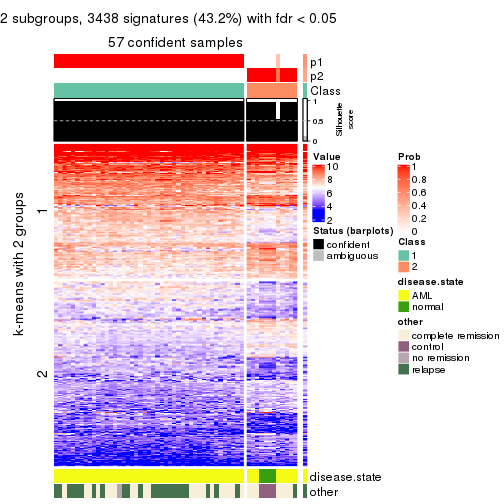 2 subgroups, 3438 signatures (43.2%) with fdr < 0.05
57 confident samples
p1
p2
Class
1
0.5
0
Silhouette
score
k-means with 2 groups
1
2
Value
10
8
6
4
2
Status (barplots)
confident
ambiguous
Prob
1
0.8
0.6
0.4
0.2
0
Class
1
2
disease.state
AML
normal
other
complete remission
control
no remission
relapse
disease.state
other